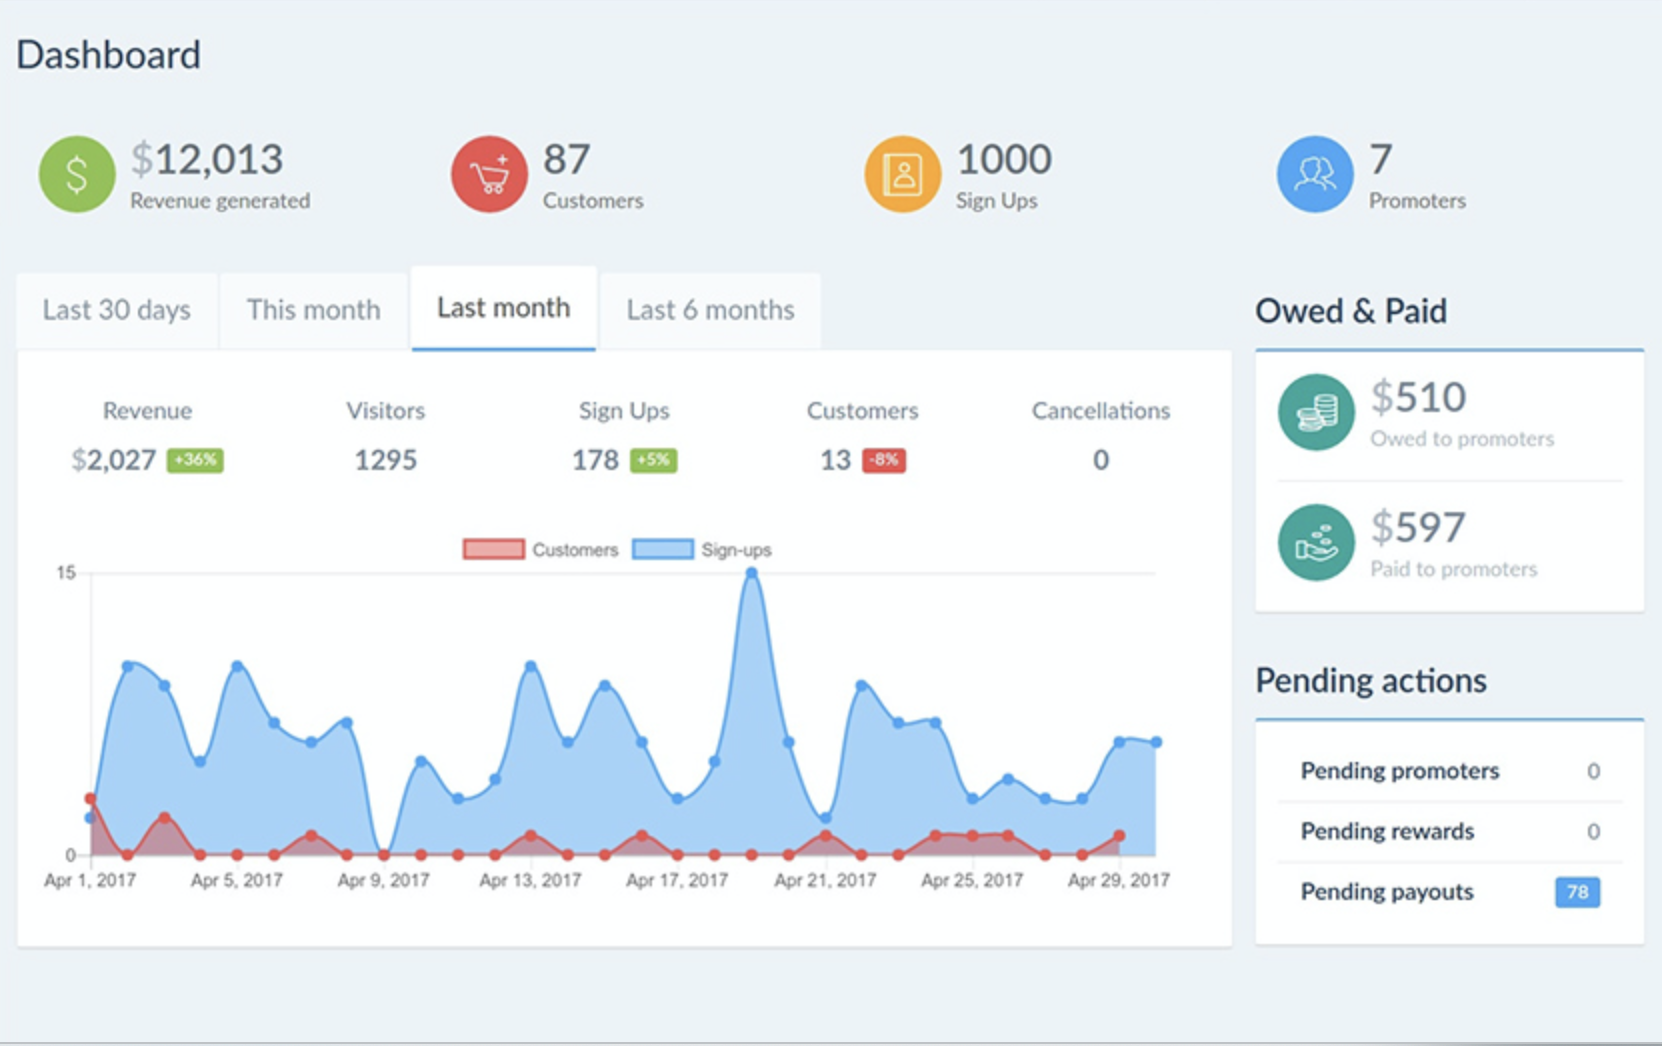 Dashboard
$12,013
Revenue generated
87
Customers
1000
Sign Ups
7
Promoters
Last 30 days
This month
Last month
Last 6 months
Revenue
$2,027 +36%
Visitors
1295
Sign Ups
178 +5%
Customers
13 -8%
Cancellations
0
Customers
Sign-ups
15
0
Apr 1, 2017
Apr 5, 2017
Apr 9, 2017
Apr 13, 2017
Apr 17, 2017
Apr 21, 2017
Apr 25, 2017
Apr 29, 2017
Owed & Paid
$510
Owed to promoters
$597
Paid to promoters
Pending actions
Pending promoters 0
Pending rewards 0
Pending payouts 78